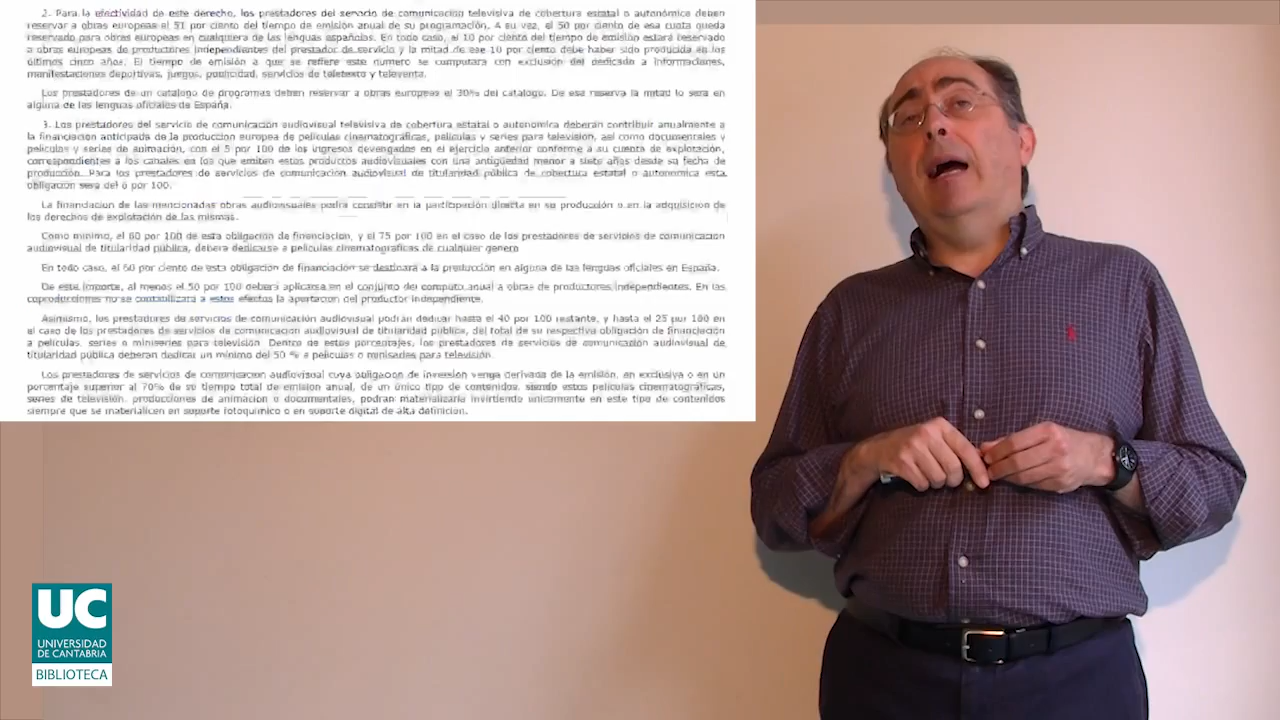 2. Para la efectividad de este derecho, los prestadores del servicio de comunicación televisiva de cobertura estatal o autonómica deben
reservar a obras europeas el 51 por ciento del tiempo de emisión anual de su programación. A su vez, el 50 por ciento de esa cuota queda
reservado para obras europeas en cualquiera de las lenguas españolas. En todo caso, el 10 por ciento del tiempo de emisión estará reservado
a obras europeas de productores independientes del prestador de servicio y la mitad de ese 10 por ciento debe haber sido producida en los
últimos cinco años. El tiempo de emisión a que se refiere este número se computará con exclusión del dedicado a informaciones,
manifestaciones deportivas, juegos, publicidad, servicios de teletexto y televenta.
Los prestadores de un catálogo de programas deben reservar a obras europeas el 30% del catálogo. De esa reserva la mitad lo será en
alguna de las lenguas oficiales de España.
3. Los prestadores del servicio de comunicación audiovisual televisiva de cobertura estatal o autonómica deberán contribuir anualmente a
la financiación anticipada de la producción europea de películas cinematográficas, películas y series para televisión, así como documentales y
películas y series de animación, con el 5 por 100 de los ingresos devengados en el ejercicio anterior conforme a su cuenta de explotación,
correspondientes a los canales en los que emiten estos productos audiovisuales con una antigüedad menor a siete años desde su fecha de
producción. Para los prestadores de servicios de comunicación audiovisual de titularidad pública de cobertura estatal o autonómica esta
obligación será del 6 por 100.
La financiación de las mencionadas obras audiovisuales podrá consistir en la participación directa en su producción o en la adquisición de
los derechos de explotación de las mismas.
Como mínimo, el 60 por 100 de esta obligación de financiación, y el 75 por 100 en el caso de los prestadores de servicios de comunicación
audiovisual de titularidad pública, deberá dedicarse a películas cinematográficas de cualquier género
En todo caso, el 60 por ciento de esta obligación de financiación se destinará a la producción en alguna de las lenguas oficiales en España.
De este importe, al menos el 50 por 100 deberá aplicarse en el conjunto del cómputo anual a obras de productores independientes. En las
coproducciones no se contabilizará a estos efectos la aportación del productor independiente.
Asimismo, los prestadores de servicios de comunicación audiovisual podrán dedicar hasta el 40 por 100 restante, y hasta el 25 por 100 en
el caso de los prestadores de servicios de comunicación audiovisual de titularidad pública, del total de su respectiva obligación de financiación
a películas, series o miniseries para televisión. Dentro de estos porcentajes, los prestadores de servicios de comunicación audiovisual de
titularidad pública deberán dedicar un mínimo del 50 % a películas o miniseries para televisión.
Los prestadores de servicios de comunicación audiovisual cuya obligación de inversión venga derivada de la emisión, en exclusiva o en un
porcentaje superior al 70% de su tiempo total de emisión anual, de un único tipo de contenidos, siendo estos películas cinematográficas,
series de televisión, producciones de animación o documentales, podrán materializarla invirtiendo únicamente en este tipo de contenidos
siempre que se materialicen en soporte fotoquímico o en soporte digital de alta definición.
UC
UNIVERSIDAD
DE CANTABRIA
BIBLIOTECA